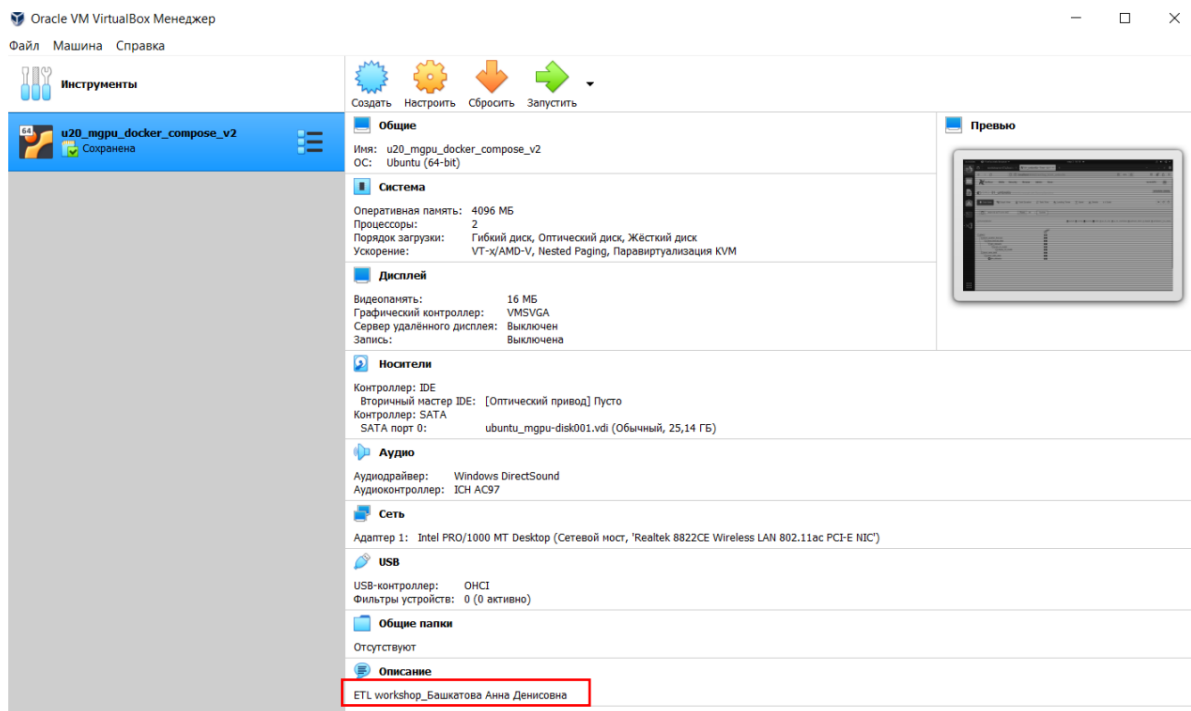 Oracle VM VirtualBox Менеджер
Файл Машина Справка
Инструменты
Создать Настроить Сбросить Запустить
64
u20_mgpu_docker_compose_v2
Сохранена
Общие
Имя: u20_mgpu_docker_compose_v2
ОС: Ubuntu (64-bit)
Превью
Система
Оперативная память: 4096 МБ
Процессоры: 2
Порядок загрузки: Гибкий диск, Оптический диск, Жёсткий диск
Ускорение: VT-x/AMD-V, Nested Paging, Паравиртуализация KVM
Дисплей
Видеопамять: 16 МБ
Графический контроллер: VMSVGA
Сервер удалённого дисплея: Выключен
Запись: Выключена
Носители
Контроллер: IDE
Вторичный мастер IDE: [Оптический привод] Пусто
Контроллер: SATA
SATA порт 0: ubuntu_mgpu-disk001.vdi (Обычный, 25,14 ГБ)
Аудио
Аудиодрайвер: Windows DirectSound
Аудиоконтроллер: ICH AC97
Сеть
Адаптер 1: Intel PRO/1000 MT Desktop (Сетевой мост, 'Realtek 8822CE Wireless LAN 802.11ac PCI-E NIC')
USB
USB-контроллер: OHCI
Фильтры устройств: 0 (0 активно)
Общие папки
Отсутствуют
Описание
ETL workshop_Башкатова Анна Денисовна